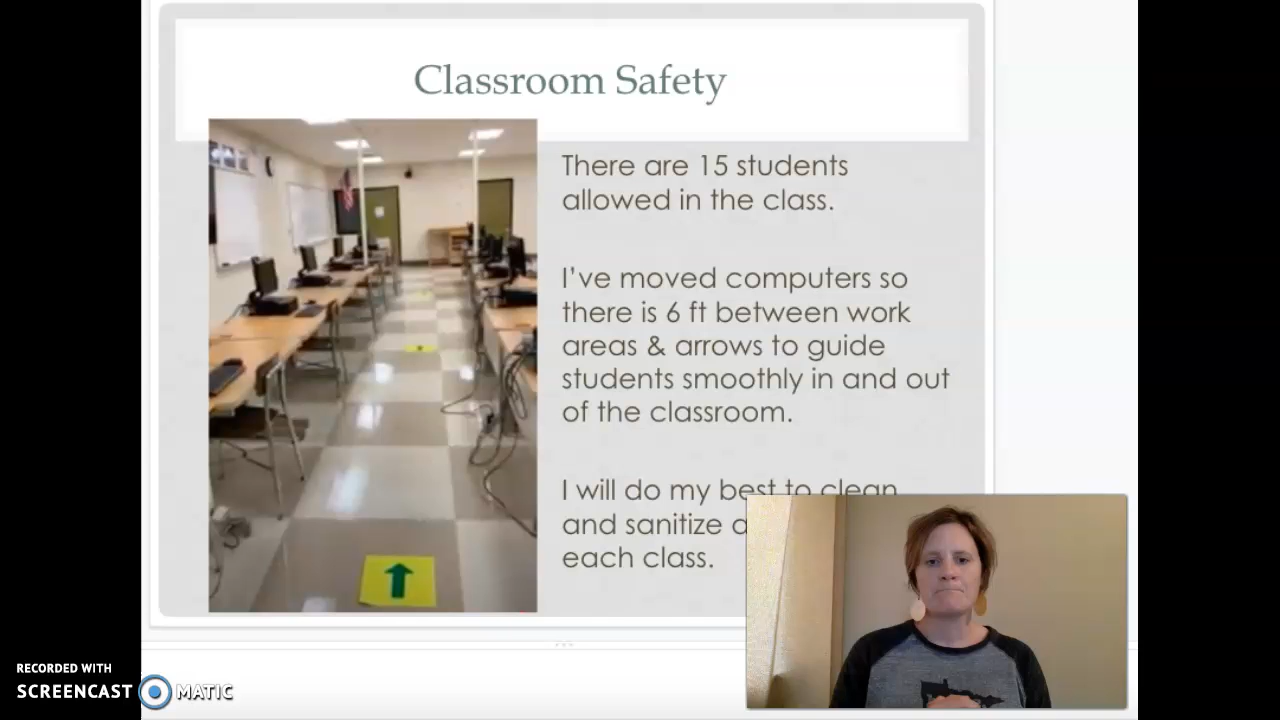 Classroom Safety
There are 15 students
allowed in the class.
I've moved computers so
there is 6 ft between work
areas & arrows to guide
students smoothly in and out
of the classroom.
I will do my best to clean
and sanitize
each class.
RECORDED WITH
SCREENCAST MATIC